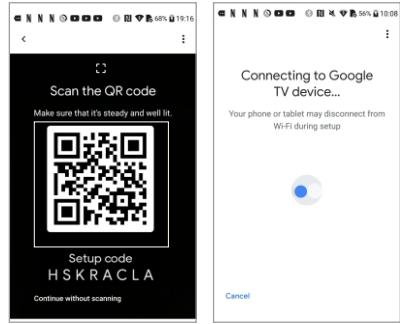 68% 19:16
Scan the QR code
Make sure that it's steady and well lit.
Setup code
HSKRACLA
Continue without scanning
56% 10:08
Connecting to Google
TV device...
Your phone or tablet may disconnect from
Wi-Fi during setup
Cancel